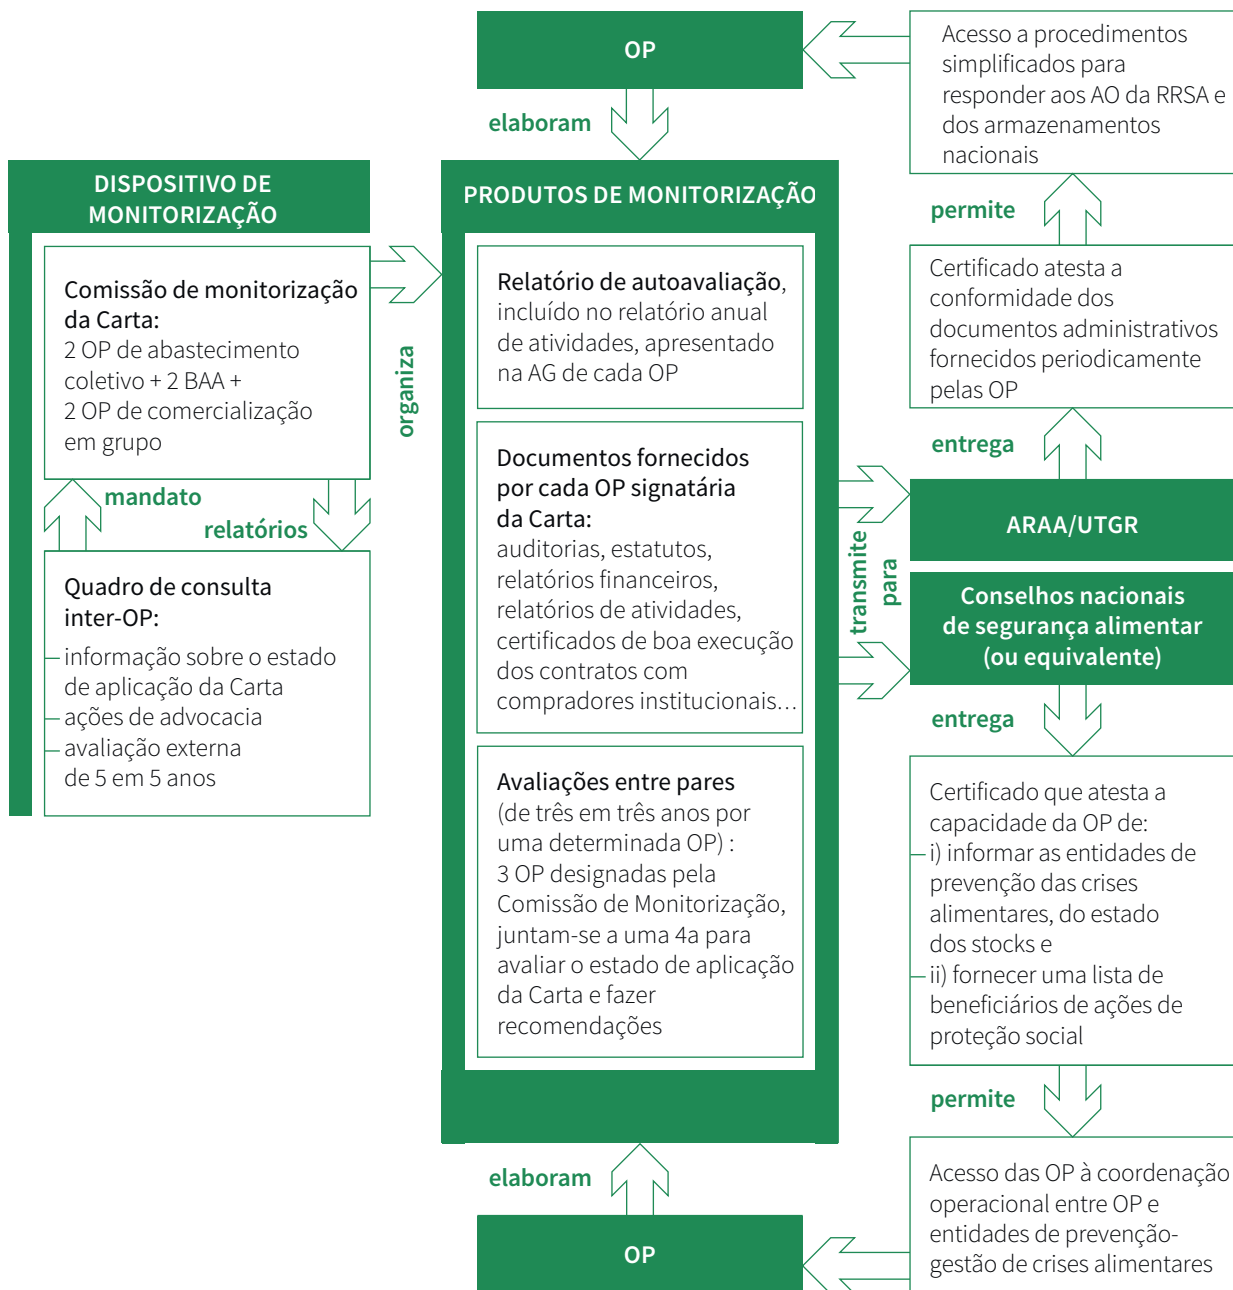 OP
elaboram
DISPOSITIVO DE
MONITORIZAÇÃO
Comissão de monitorização
da Carta:
2 OP de abastecimento
coletivo + 2 BAA +
2 OP de comercialização
em grupo
mandato
relatórios
Quadro de consulta
inter-OP:
informação sobre o estado
de aplicação da Carta
ações de advocacia
avaliação externa
de 5 em 5 anos
organiza
PRODUTOS DE MONITORIZAÇÃO
Relatório de autoavaliação,
incluído no relatório anual
de atividades, apresentado
na AG de cada OP
Documentos fornecidos
por cada OP signatária
da Carta:
auditorias, estatutos,
relatórios financeiros,
relatórios de atividades,
certificados de boa execução
dos contratos com
compradores institucionais…
Avaliações entre pares
(de três em três anos por
uma determinada OP) :
3 OP designadas pela
Comissão de Monitorização,
juntam-se a uma 4a para
avaliar o estado de aplicação
da Carta e fazer
recomendações
elaboram
OP
transmite
para
Acesso a procedimentos
simplificados para
responder aos AO da RRSA e
dos armazenamentos
nacionais
permite
Certificado atesta a
conformidade dos
documentos administrativos
fornecidos periodicamente
pelas OP
entrega
ARAA/UTGR
Conselhos nacionais
de segurança alimentar
(ou equivalente)
entrega
Certificado que atesta a
capacidade da OP de:
i) informar as entidades de
prevenção das crises
alimentares, do estado
dos stocks e
ii) fornecer uma lista de
beneficiários de ações de
proteção social
permite
Acesso das OP à coordenação
operacional entre OP e
entidades de prevenção-
gestão de crises alimentares